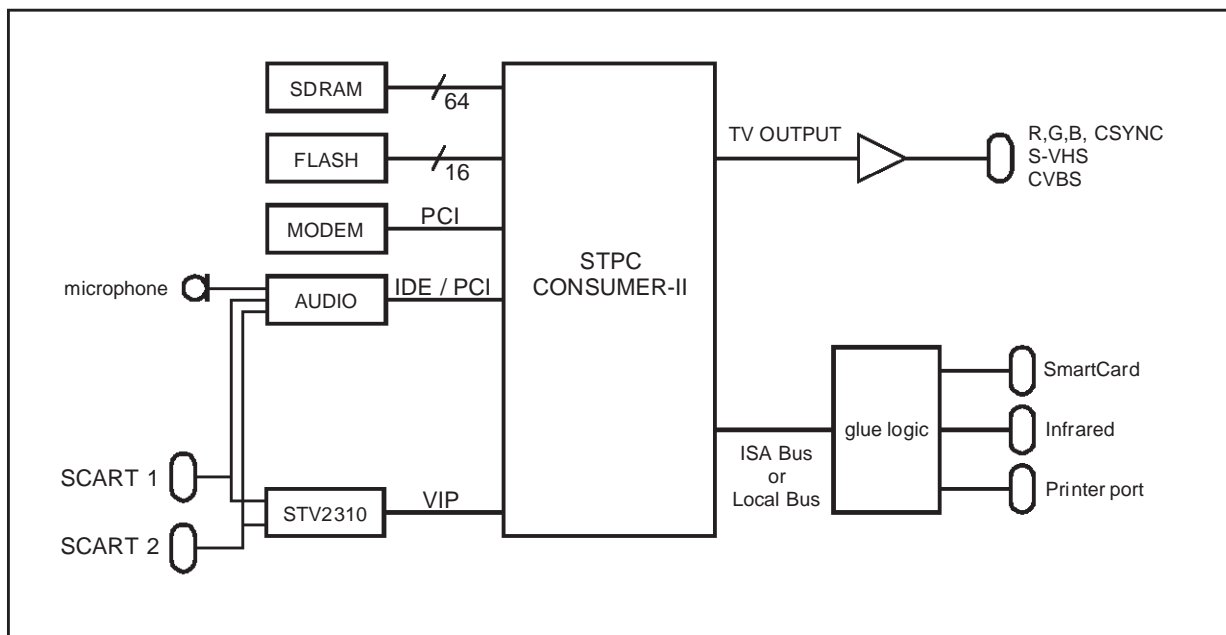 SDRAM
64
FLASH
16
MODEM
PCI
microphone
AUDIO
IDE / PCI
SCART 1
SCART 2
STV2310
VIP
STPC
CONSUMER-II
TV OUTPUT
R,G,B, CSYNC
S-VHS
CVBS
ISA Bus
or
Local Bus
glue logic
SmartCard
Infrared
Printer port